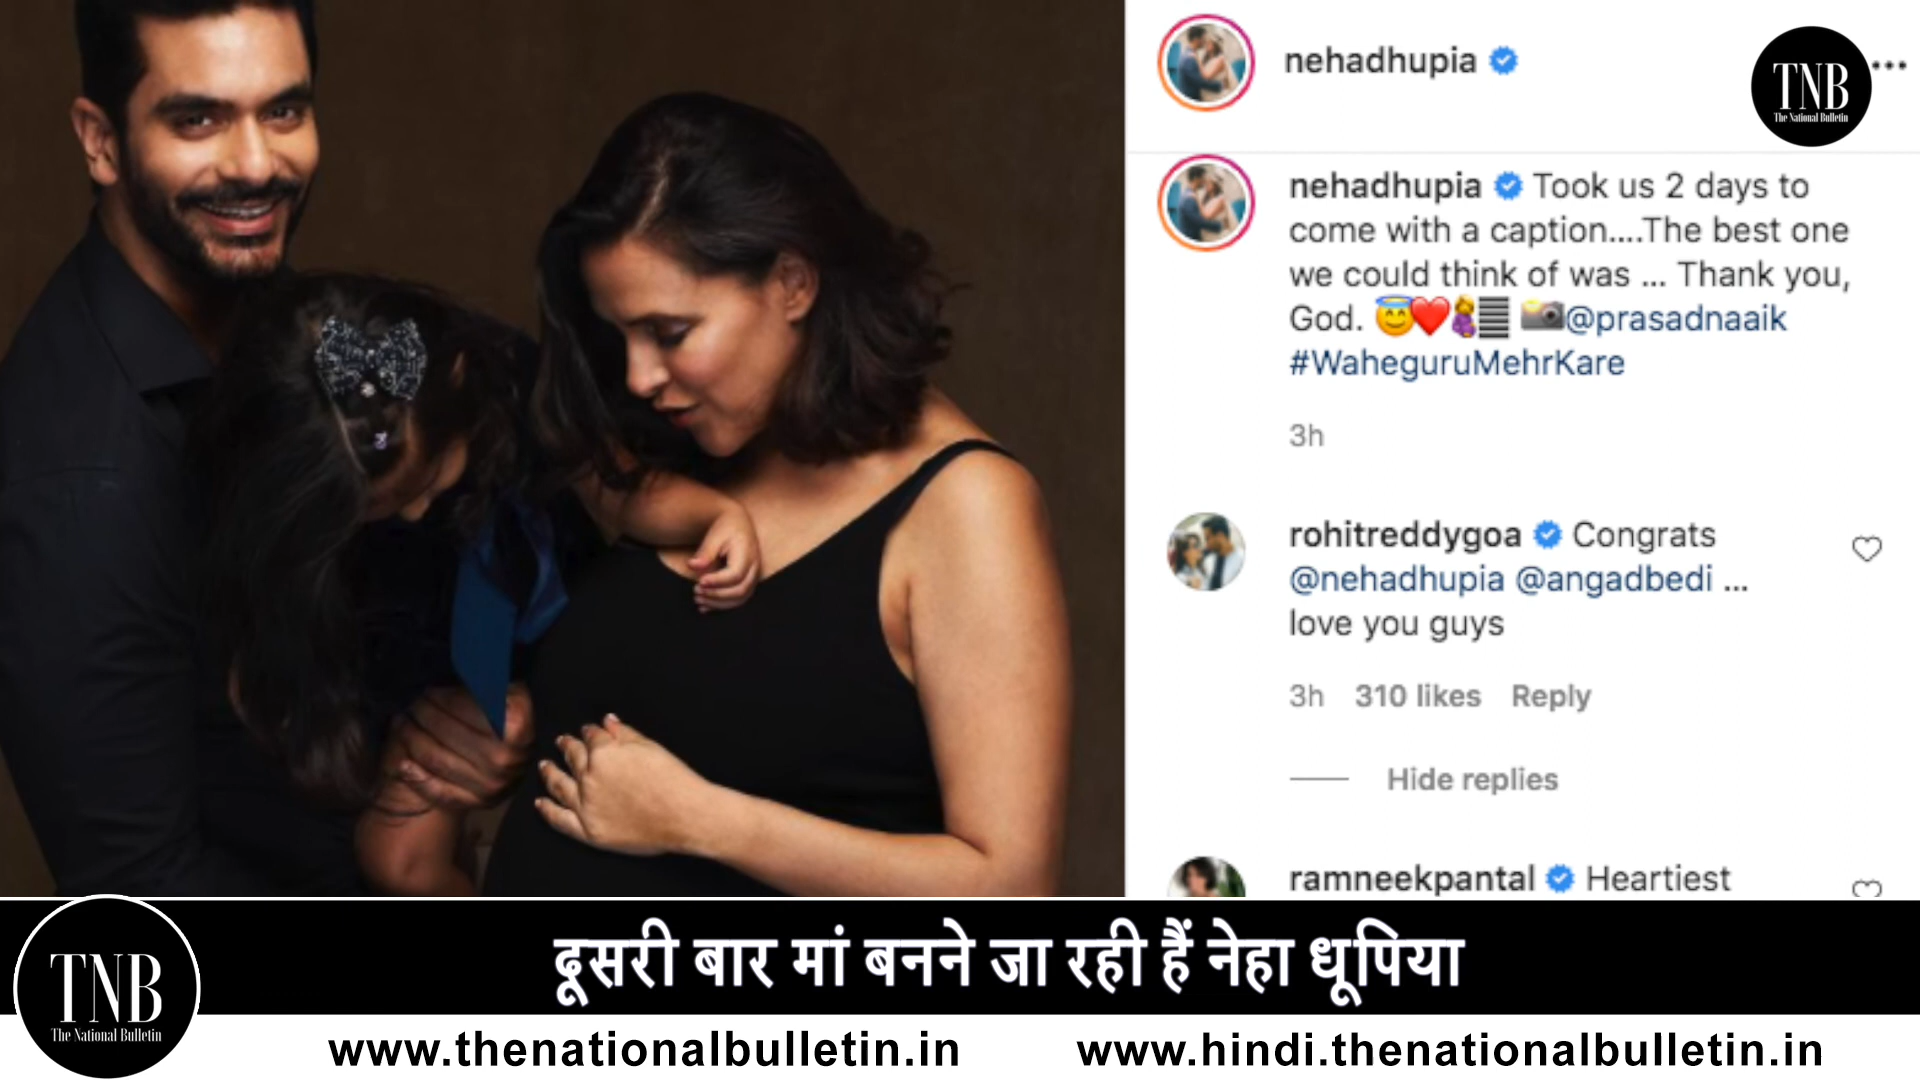 nehadhupia
TNB
The National Bulletin
nehadhupia Took us 2 days to
come with a caption....The best one
we could think of was ... Thank you,
God. 😇❤️🤰 📸@prasadnaaik
#WaheguruMehrKare
3h
rohitreddygoa Congrats
@nehadhupia @angadbedi ...
love you guys
3h 310 likes Reply
Hide replies
ramneekpantal Heartiest
दूसरी बार मां बनने जा रही हैं नेहा धूपिया
TNB
The National Bulletin
www.thenationalbulletin.in www.hindi.thenationalbulletin.in